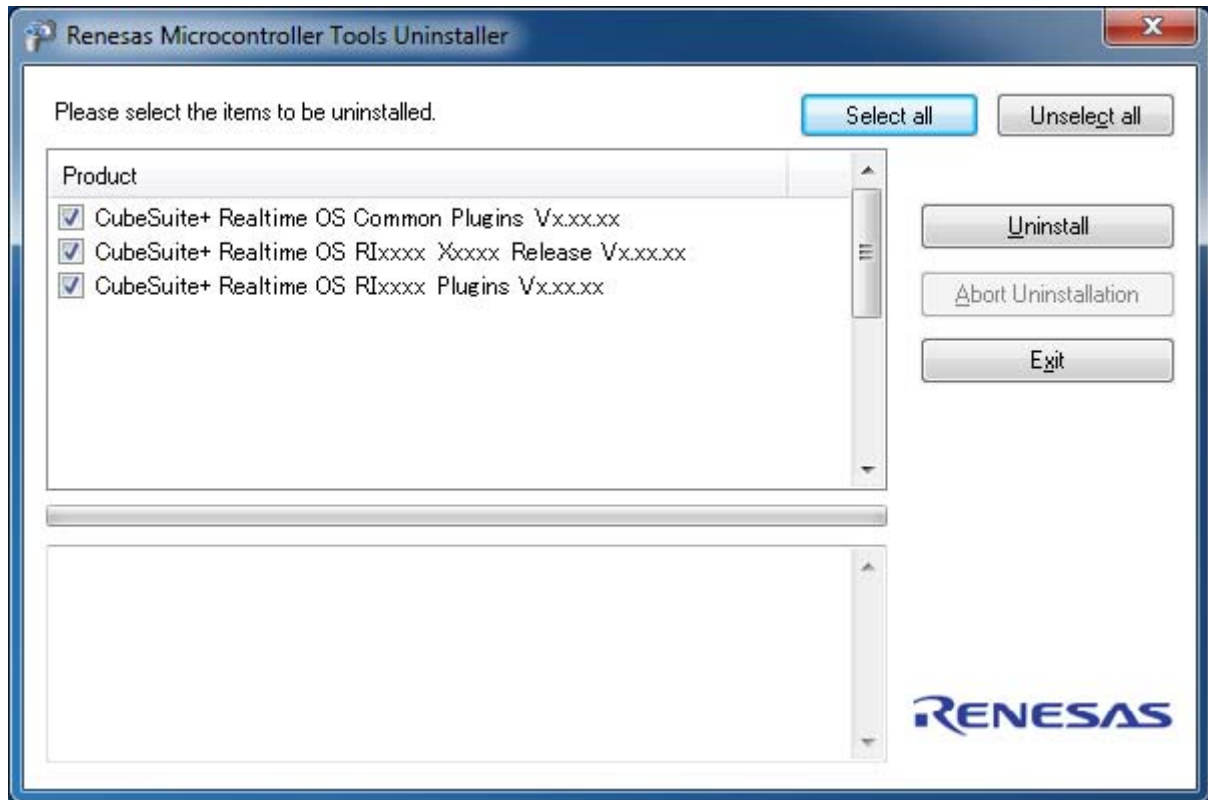 Renesas Microcontroller Tools Uninstaller
Please select the items to be uninstalled.
Select all
Unselect all
Product
CubeSuite+ Realtime OS Common Plugins Vx.xx.xx
CubeSuite+ Realtime OS RIxxxx Xxxxx Release Vx.xx.xx
CubeSuite+ Realtime OS RIxxxx Plugins Vx.xx.xx
Uninstall
Abort Uninstallation
Exit
RENESAS